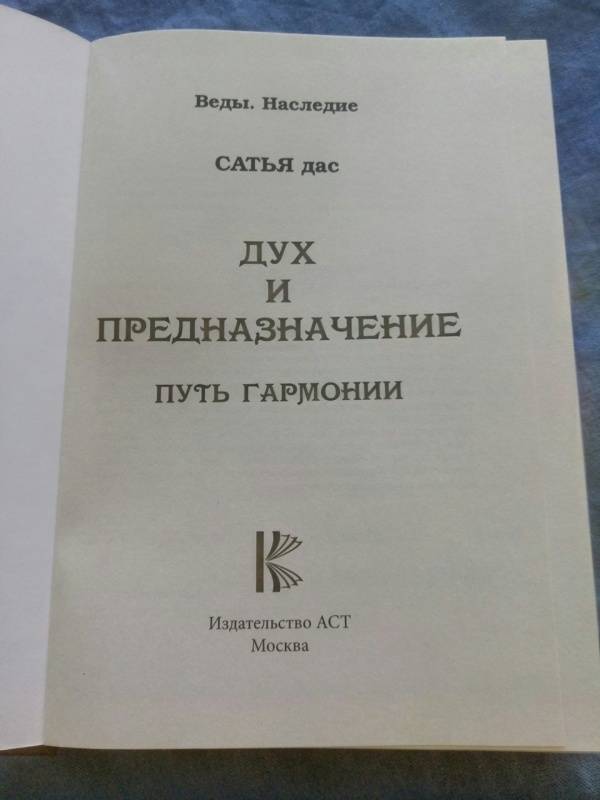 Веды. Наследие
САТЬЯ дас
ДУХ
И
ПРЕДНАЗНАЧЕНИЕ
ПУТЬ ГАРМОНИИ
Издательство АСТ
Москва